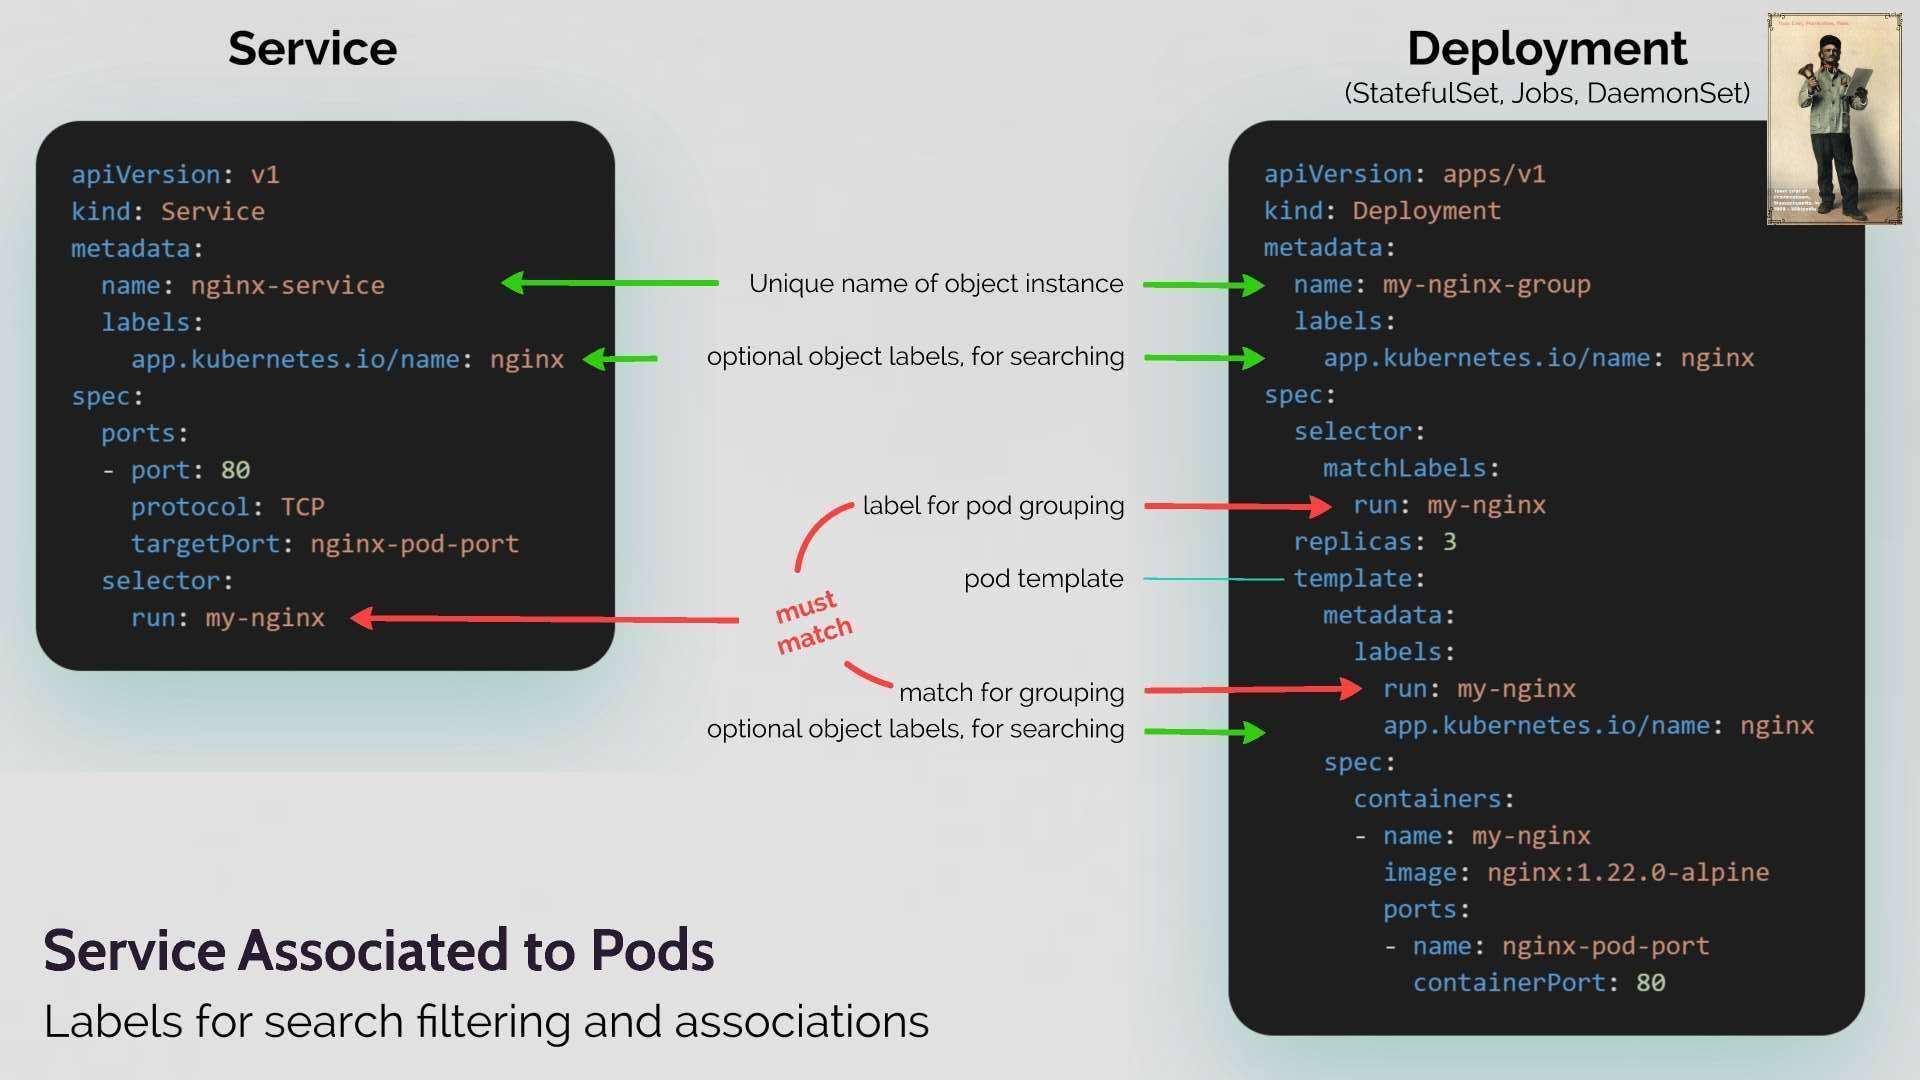 Service
apiVersion: v1
kind: Service
metadata:
  name: nginx-service
  labels:
    app.kubernetes.io/name: nginx
spec:
  ports:
  - port: 80
    protocol: TCP
    targetPort: nginx-pod-port
  selector:
    run: my-nginx
Unique name of object instance
optional object labels, for searching
label for pod grouping
pod template
must
match
match for grouping
optional object labels, for searching
Deployment
(StatefulSet, Jobs, DaemonSet)
apiVersion: apps/v1
kind: Deployment
metadata:
  name: my-nginx-group
  labels:
    app.kubernetes.io/name: nginx
spec:
  selector:
    matchLabels:
      run: my-nginx
  replicas: 3
  template:
    metadata:
      labels:
        run: my-nginx
        app.kubernetes.io/name: nginx
    spec:
      containers:
      - name: my-nginx
        image: nginx:1.22.0-alpine
        ports:
        - name: nginx-pod-port
          containerPort: 80
Service Associated to Pods
Labels for search filtering and associations